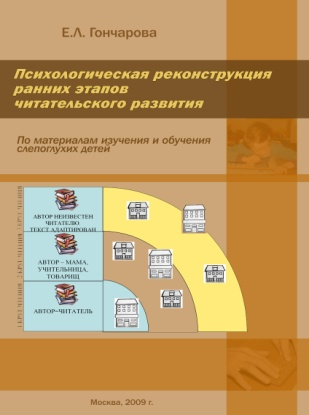 Е.Л. Гончарова
Психологическая реконструкция
ранних этапов
читательского развития
По материалам изучения и обучения
слепоглухих детей
АВТОР НЕИЗВЕСТЕН
ЧИТАТЕЛЮ
ТЕКСТ АДАПТИРОВАН
АВТОР – МАМА,
УЧИТЕЛЬНИЦА,
ТОВАРИЩ
АВТОР=ЧИТАТЕЛЬ
Москва, 2009 г.